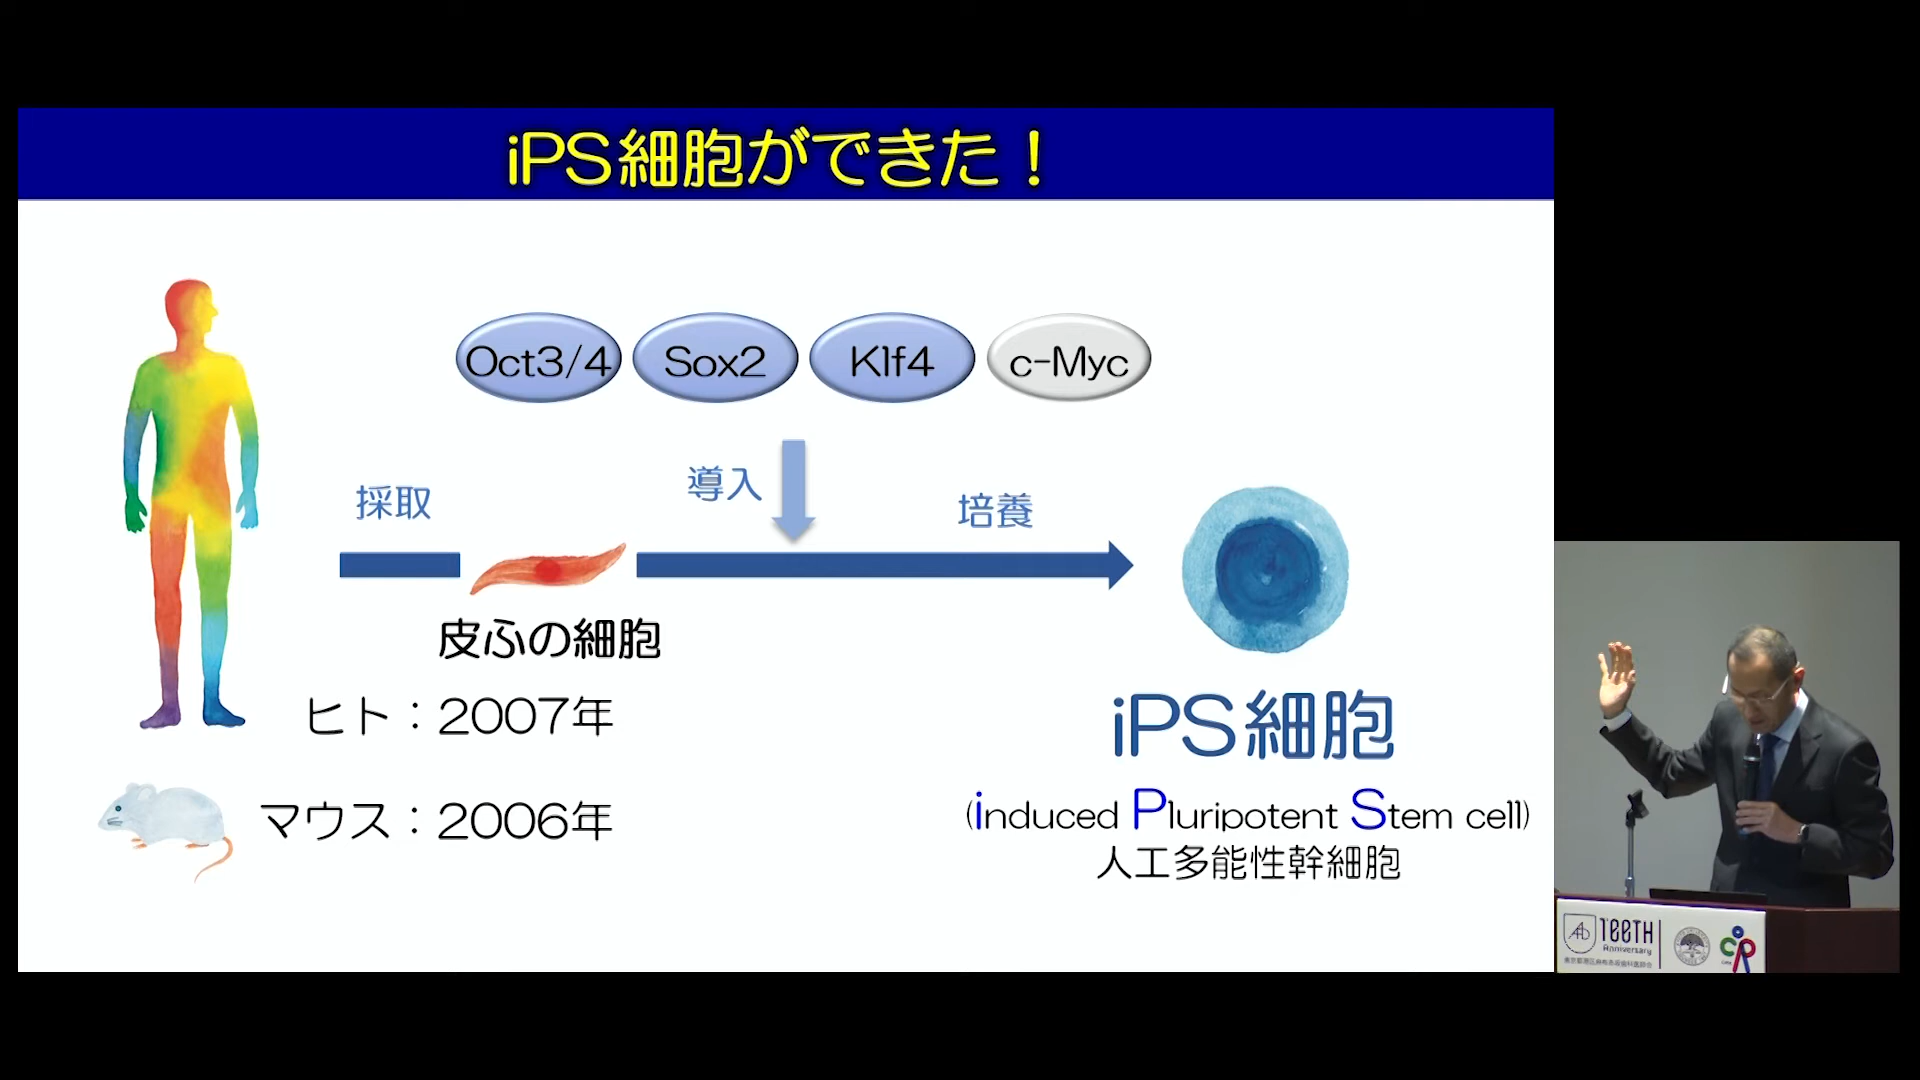 iPS細胞ができた！
Oct3/4 Sox2 Klf4 c-Myc
採取
導入
培養
皮ふの細胞
ヒト：2007年
マウス：2006年
iPS細胞
(induced Pluripotent Stem cell)
人工多能性幹細胞
100TH
Anniversary